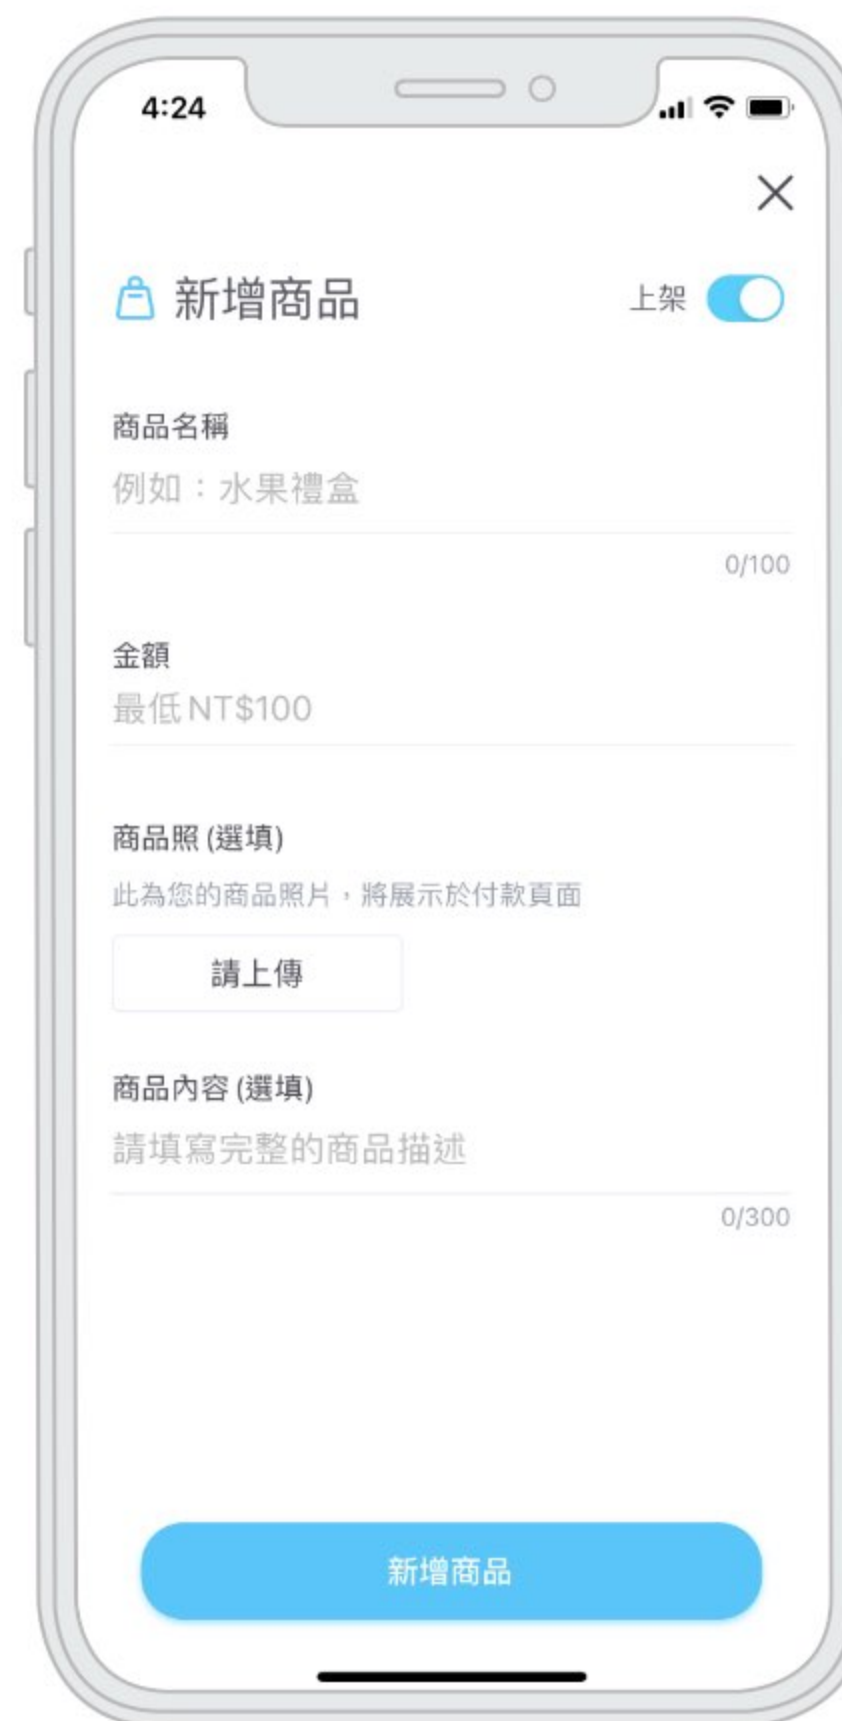 4:24
新增商品 上架
商品名稱
例如：水果禮盒
0/100
金額
最低NT$100
商品照 (選填)
此為您的商品照片，將展示於付款頁面
請上傳
商品內容 (選填)
請填寫完整的商品描述
0/300
新增商品